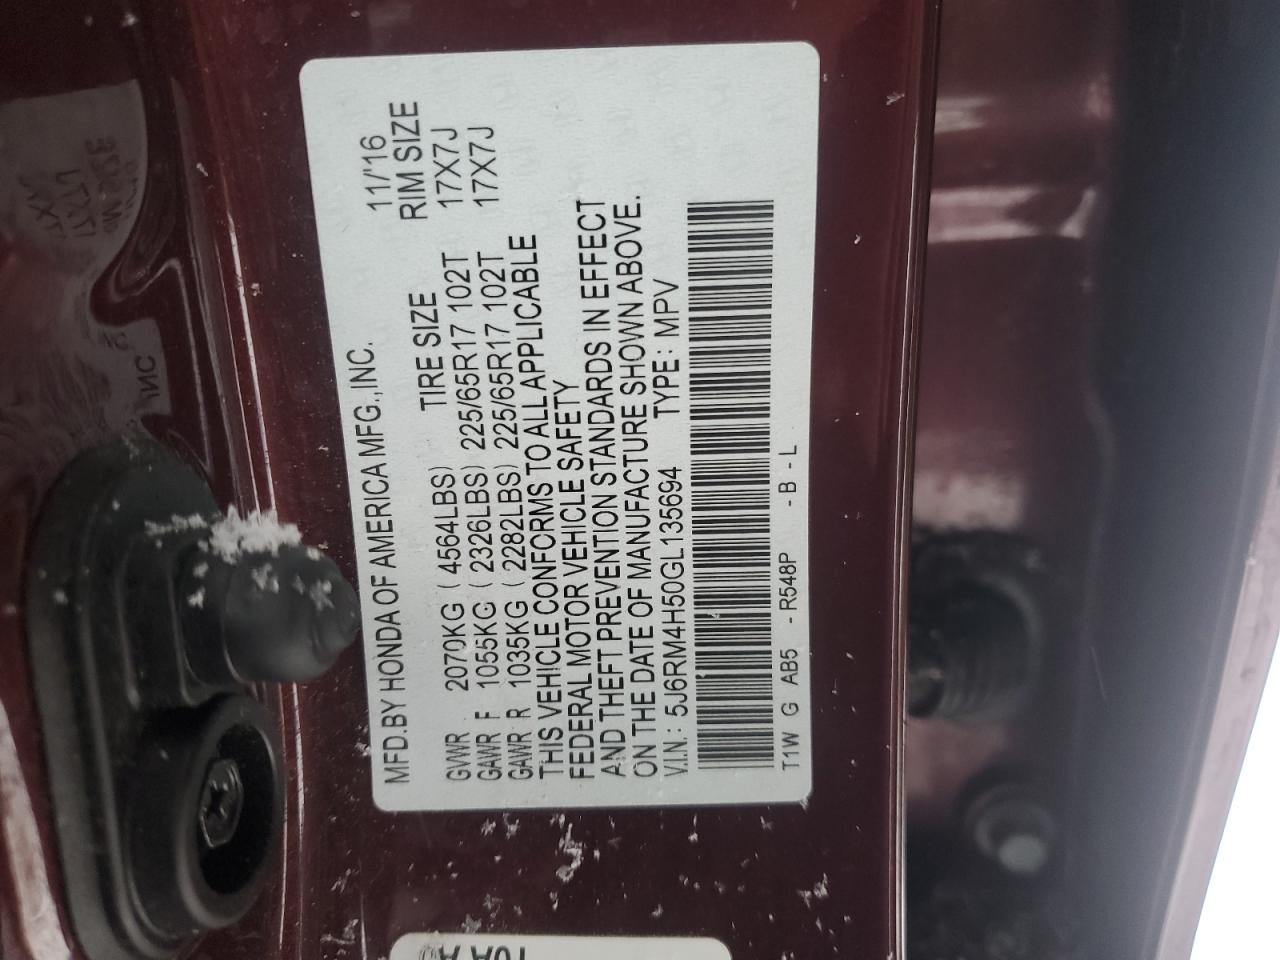 MFD.BY HONDA OF AMERICA MFG.,INC. 11/'16
TIRE SIZE RIM SIZE
GVWR 2070KG (4564LBS)
GAWR F 1055KG (2326LBS) 225/65R17 102T 17X7J
GAWR R 1035KG (2282LBS) 225/65R17 102T 17X7J
THIS VEHICLE CONFORMS TO ALL APPLICABLE
FEDERAL MOTOR VEHICLE SAFETY
AND THEFT PREVENTION STANDARDS IN EFFECT
ON THE DATE OF MANUFACTURE SHOWN ABOVE.
V.I.N.: 5J6RM4H50GL135694 TYPE: MPV
T1W G AB5 -R548P -B-L